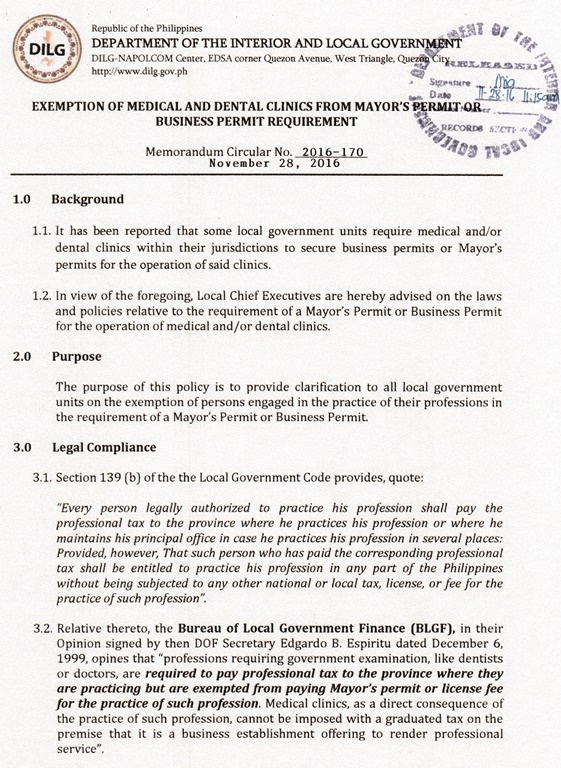 DILG
Republic of the Philippines
DEPARTMENT OF THE INTERIOR AND LOCAL GOVERNMENT
DILG-NAPOLCOM Center, EDSA corner Quezon Avenue, West Triangle, Quezon City
http://www.dilg.gov.ph
DEPARTMENT OF THE INTERIOR AND LOCAL GOVERNMENT
RELEASED
Signature
Date 11-28-16 11:15am
RECORDS SECTION
EXEMPTION OF MEDICAL AND DENTAL CLINICS FROM MAYOR'S PERMIT OR
BUSINESS PERMIT REQUIREMENT
Memorandum Circular No. 2016-170
November 28, 2016
1.0 Background
1.1. It has been reported that some local government units require medical and/or
dental clinics within their jurisdictions to secure business permits or Mayor's
permits for the operation of said clinics.
1.2. In view of the foregoing, Local Chief Executives are hereby advised on the laws
and policies relative to the requirement of a Mayor's Permit or Business Permit
for the operation of medical and/or dental clinics.
2.0 Purpose
The purpose of this policy is to provide clarification to all local government
units on the exemption of persons engaged in the practice of their professions in
the requirement of a Mayor's Permit or Business Permit.
3.0 Legal Compliance
3.1. Section 139 (b) of the the Local Government Code provides, quote:
"Every person legally authorized to practice his profession shall pay the
professional tax to the province where he practices his profession or where he
maintains his principal office in case he practices his profession in several places:
Provided, however, That such person who has paid the corresponding professional
tax shall be entitled to practice his profession in any part of the Philippines
without being subjected to any other national or local tax, license, or fee for the
practice of such profession".
3.2. Relative thereto, the Bureau of Local Government Finance (BLGF), in their
Opinion signed by then DOF Secretary Edgardo B. Espiritu dated December 6,
1999, opines that "professions requiring government examination, like dentists
or doctors, are required to pay professional tax to the province where they
are practicing but are exempted from paying Mayor's permit or license fee
for the practice of such profession. Medical clinics, as a direct consequence of
the practice of such profession, cannot be imposed with a graduated tax on the
premise that it is a business establishment offering to render professional
service".